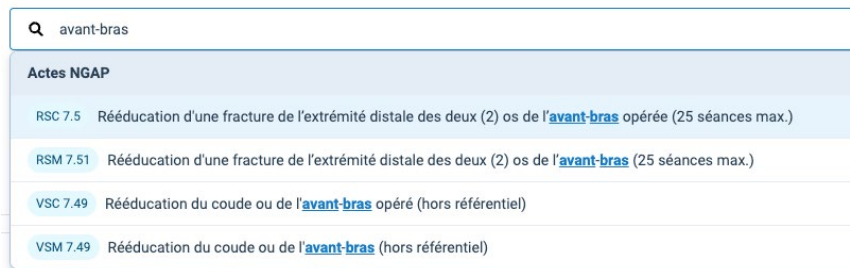 avant-bras
Actes NGAP
RSC 7.5 Rééducation d'une fracture de l’extrémité distale des deux (2) os de l’avant-bras opérée (25 séances max.)
RSM 7.51 Rééducation d'une fracture de l’extrémité distale des deux (2) os de l’avant-bras (25 séances max.)
VSC 7.49 Rééducation du coude ou de l'avant-bras opéré (hors référentiel)
VSM 7.49 Rééducation du coude ou de l'avant-bras (hors référentiel)